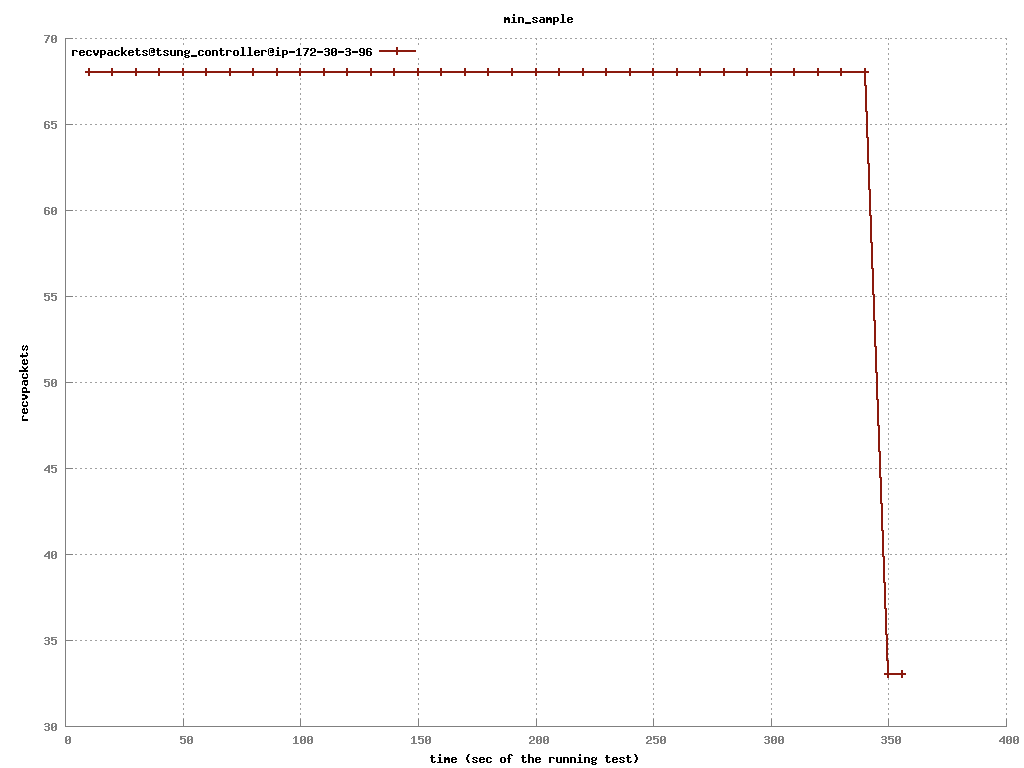 min_sample
recvpackets@tsung_controller@ip-172-30-3-96
70
65
60
55
50
45
40
35
30
recvpackets
0 50 100 150 200 250 300 350 400
time (sec of the running test)